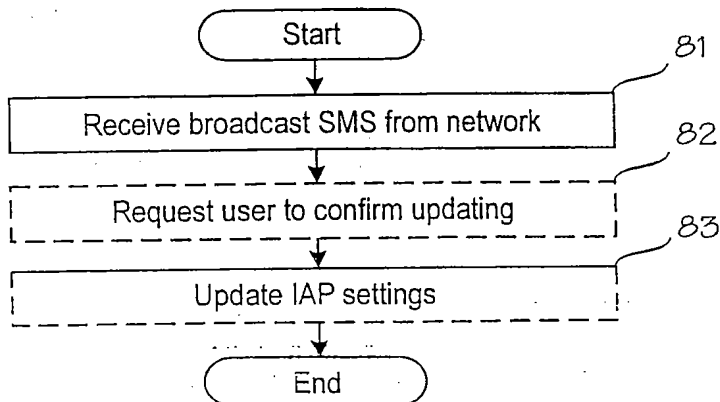 Start
81
Receive broadcast SMS from network
82
Request user to confirm updating
83
Update IAP settings
End